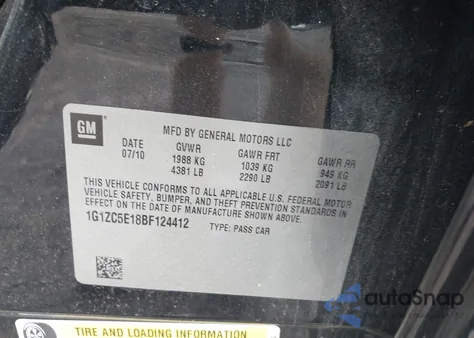 GM
MFD BY GENERAL MOTORS LLC
DATE GVWR GAWR FRT GAWR RR
07/10 1988 KG 1039 KG 949 KG
4381 LB 2290 LB 2091 LB
THIS VEHICLE CONFORMS TO ALL APPLICABLE U.S. FEDERAL MOTOR
VEHICLE SAFETY, BUMPER, AND THEFT PREVENTION STANDARDS IN
EFFECT ON THE DATE OF MANUFACTURE SHOWN ABOVE.
1G1ZC5E18BF124412 TYPE: PASS CAR
autoSnap
TIRE AND LOADING INFORMATION